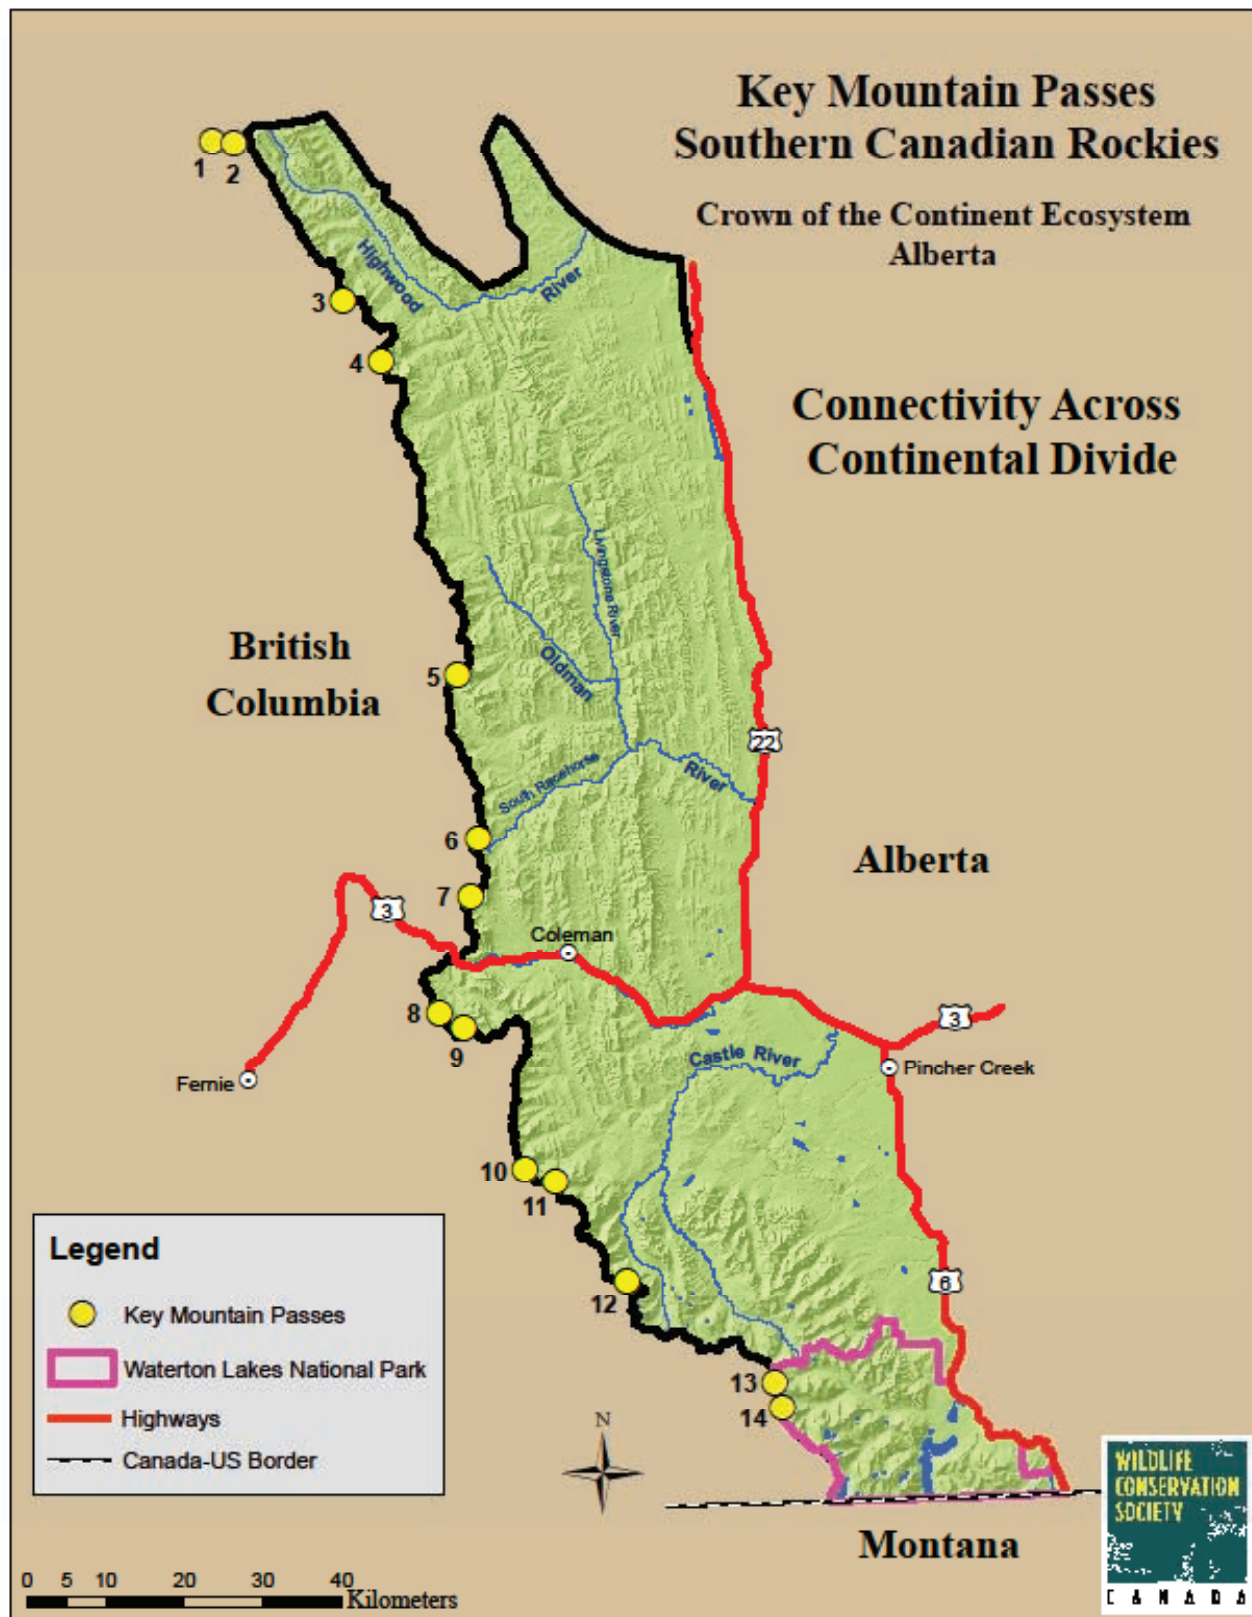 Key Mountain Passes
Southern Canadian Rockies
Crown of the Continent Ecosystem
Alberta
Connectivity Across
Continental Divide
1
2
Highwood
River
3
4
Livingstone River
Oldman
British
Columbia
5
22
River
South Racehorse
6
Alberta
7
3
Coleman
8
9
3
Castle River
Pincher Creek
Fernie
10
11
12
6
13
14
Legend
Key Mountain Passes
Waterton Lakes National Park
Highways
Canada-US Border
N
Montana
0 5 10 20 30 40
Kilometers
WILDLIFE
CONSERVATION
SOCIETY
CANADA